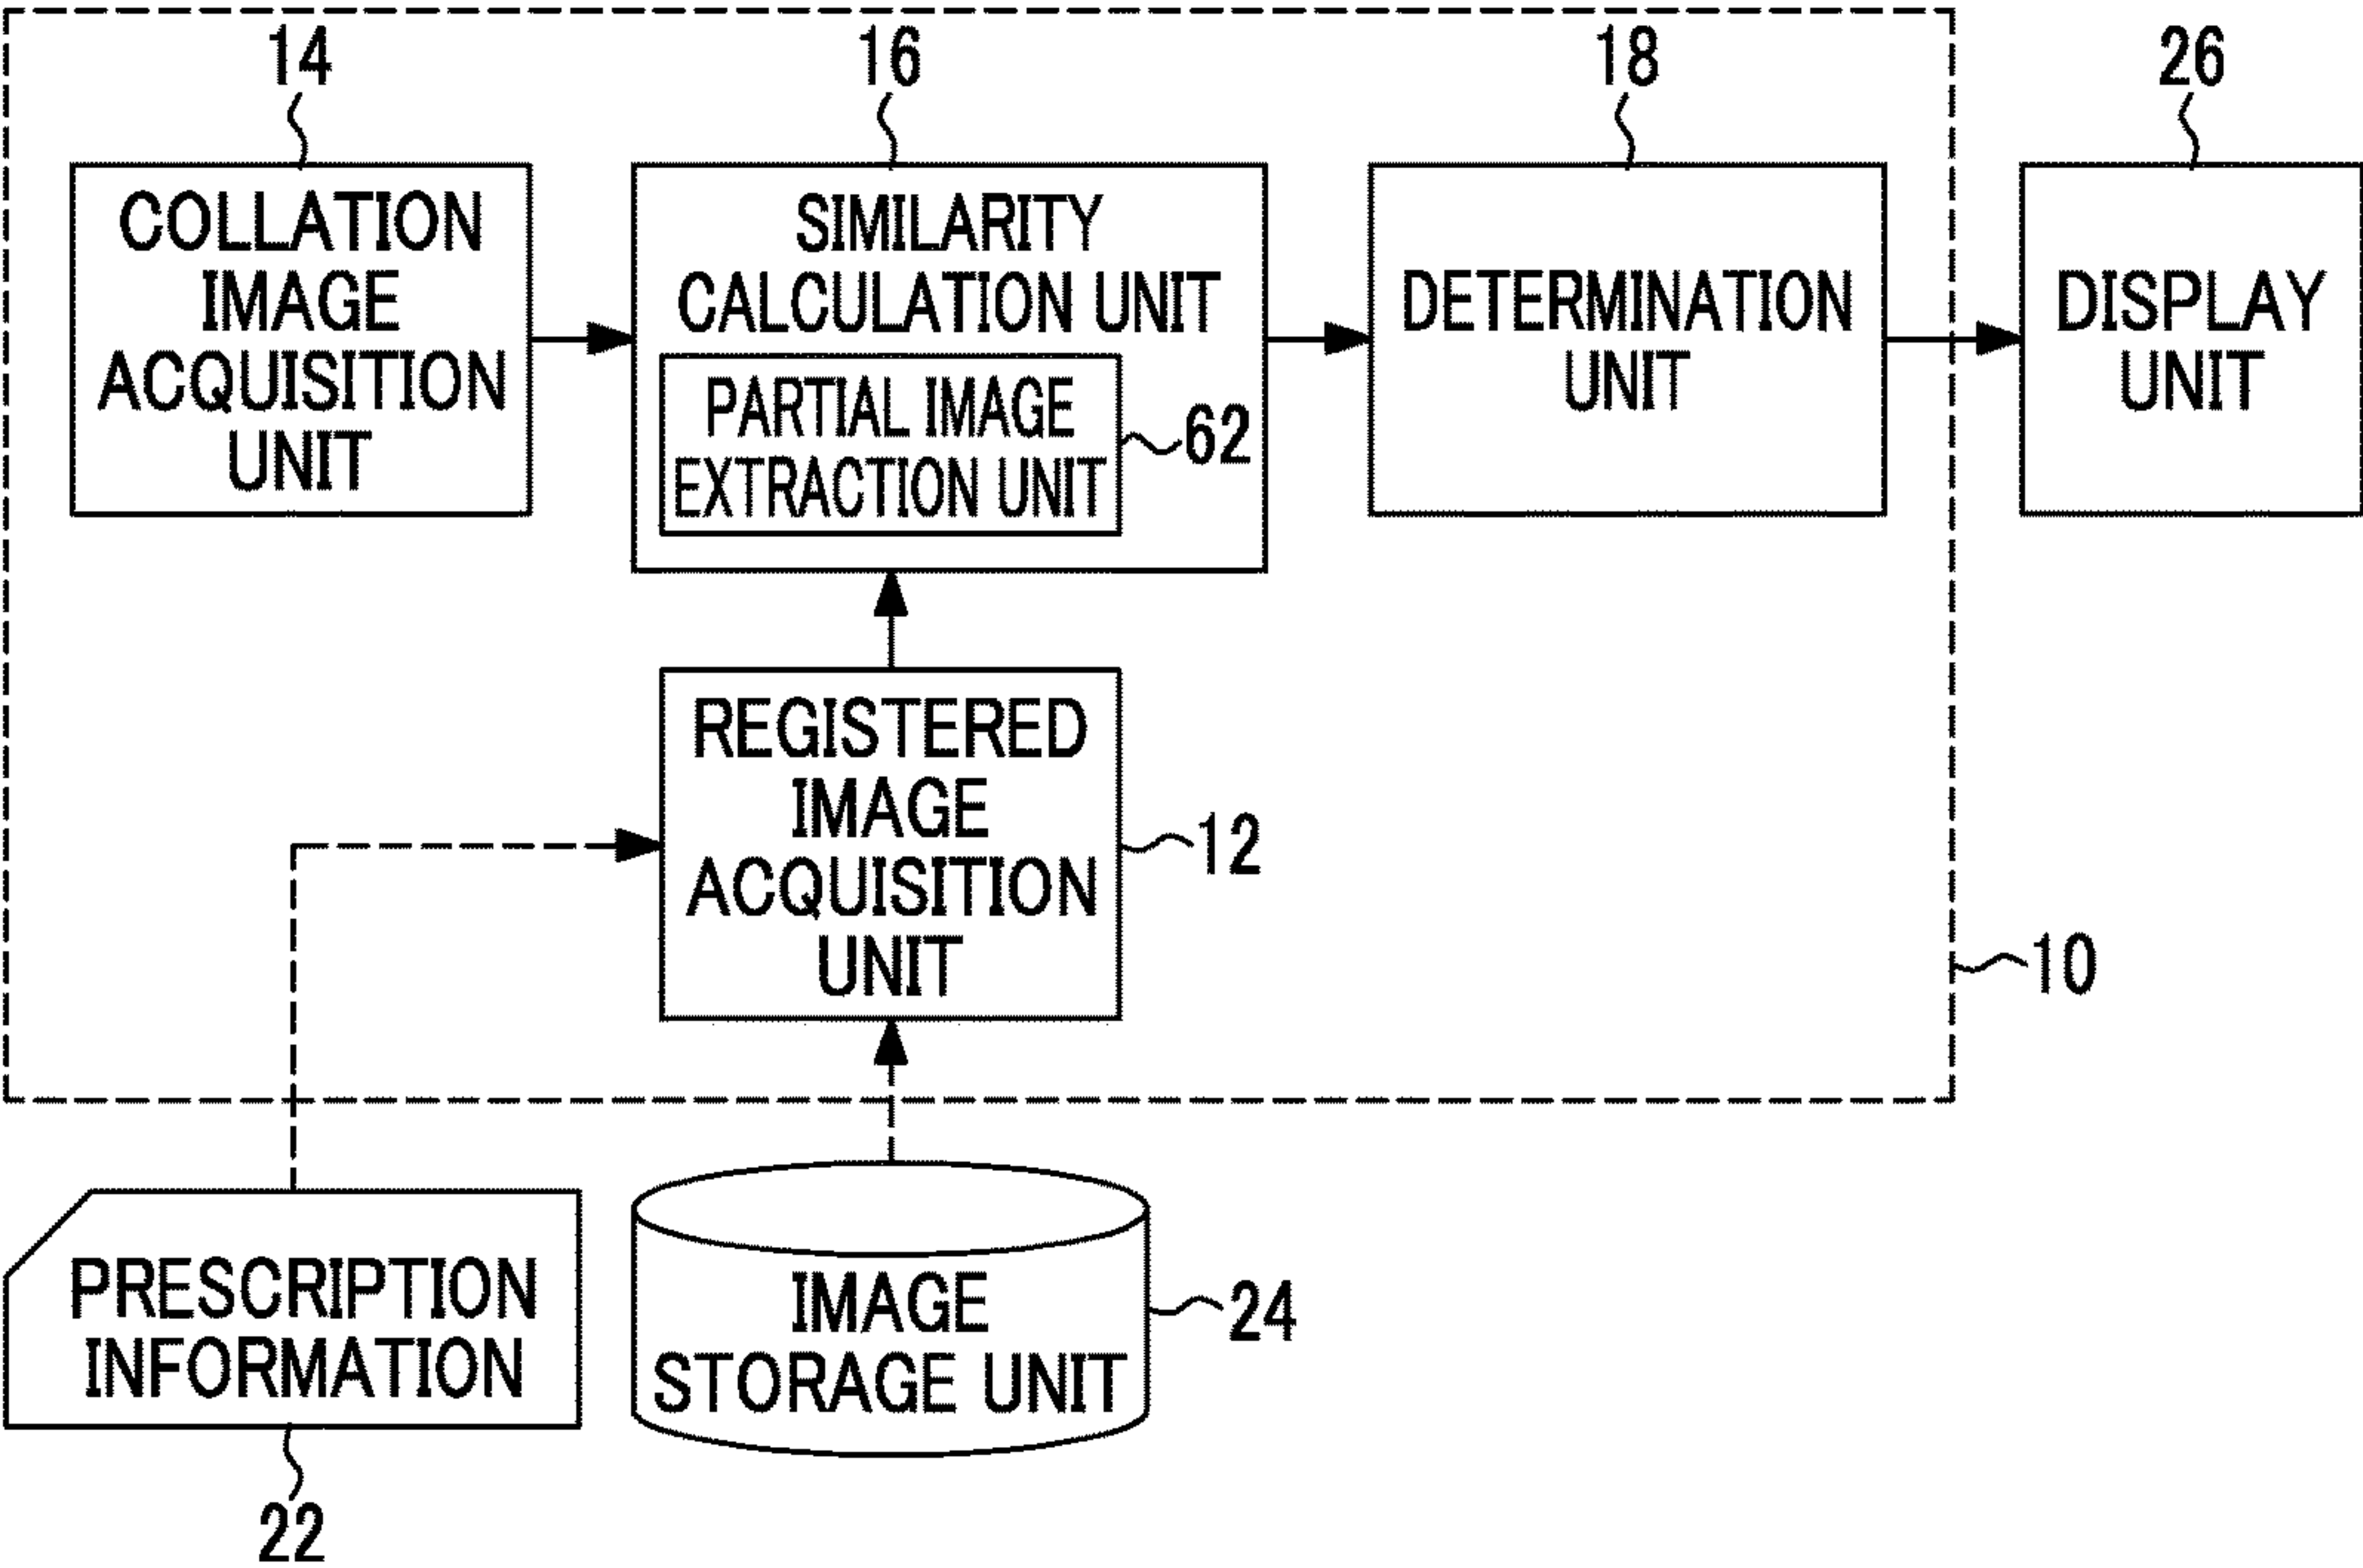 14
16
18
26
COLLATION
IMAGE
ACQUISITION
UNIT
SIMILARITY
CALCULATION UNIT
PARTIAL IMAGE
EXTRACTION UNIT
62
DETERMINATION
UNIT
DISPLAY
UNIT
REGISTERED
IMAGE
ACQUISITION
UNIT
12
10
PRESCRIPTION
INFORMATION
22
IMAGE
STORAGE UNIT
24